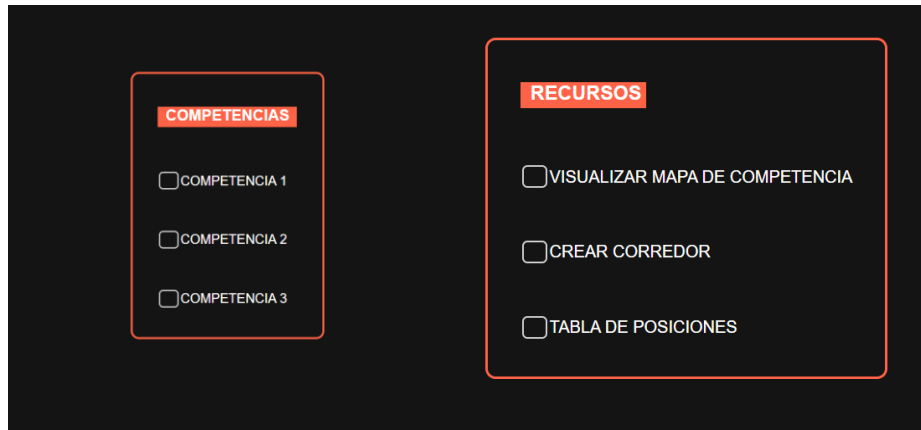 COMPETENCIAS
COMPETENCIA 1
COMPETENCIA 2
COMPETENCIA 3
RECURSOS
VISUALIZAR MAPA DE COMPETENCIA
CREAR CORREDOR
TABLA DE POSICIONES